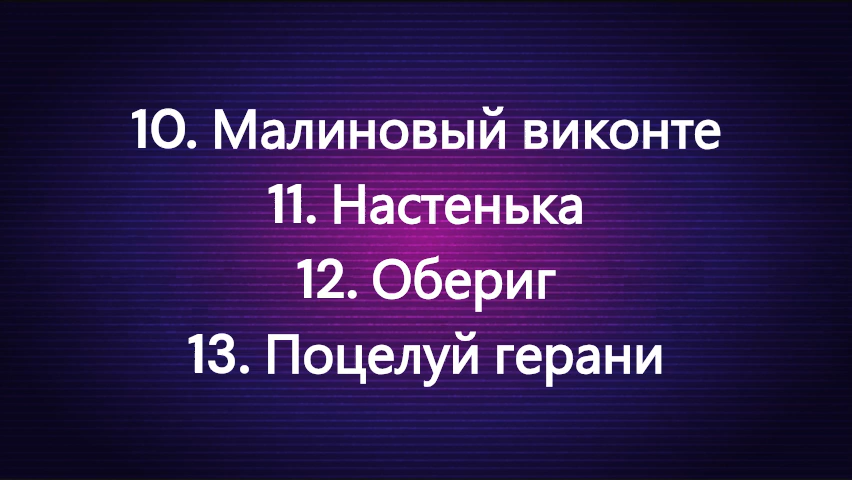 10. Малиновый виконте
11. Настенька
12. Обериг
13. Поцелуй герани